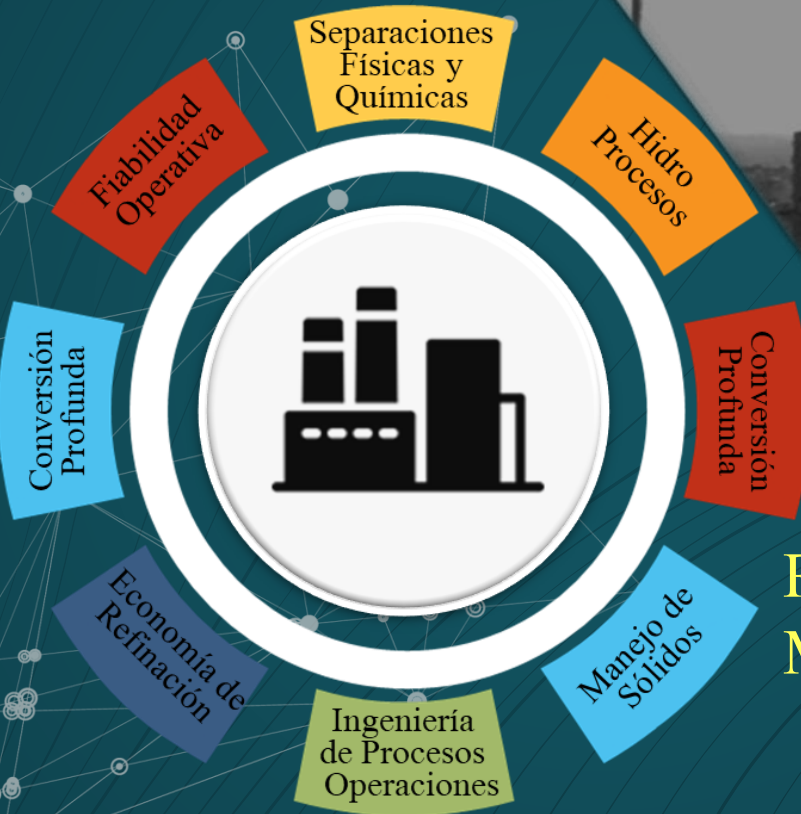 Separaciones
Físicas y
Químicas
Hidro
Procesos
Conversión
Profunda
Manejo de
Sólidos
Ingeniería
de Procesos
Operaciones
Economía de
Refinación
Conversión
Profunda
Fiabilidad
Operativa